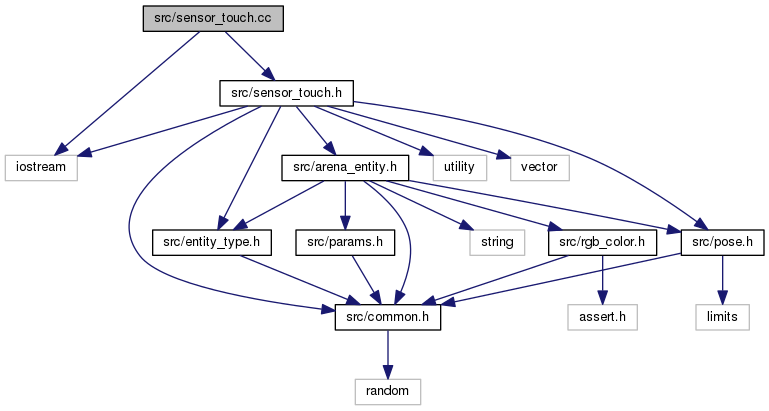 src/sensor_touch.cc
src/sensor_touch.h
iostream
src/arena_entity.h
utility
vector
src/entity_type.h
src/params.h
string
src/rgb_color.h
src/pose.h
src/common.h
assert.h
limits
random